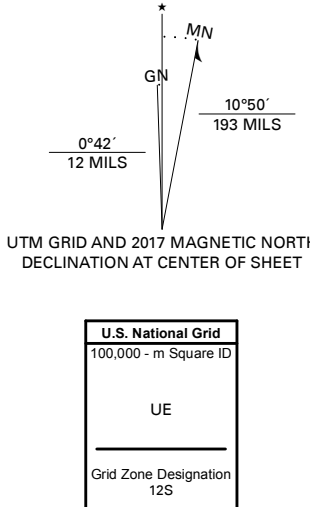 ★
MN
GN
10°50´
193 MILS
0°42´
12 MILS
UTM GRID AND 2017 MAGNETIC NORTH
DECLINATION AT CENTER OF SHEET
U.S. National Grid
100,000 - m Square ID
UE
Grid Zone Designation
12S